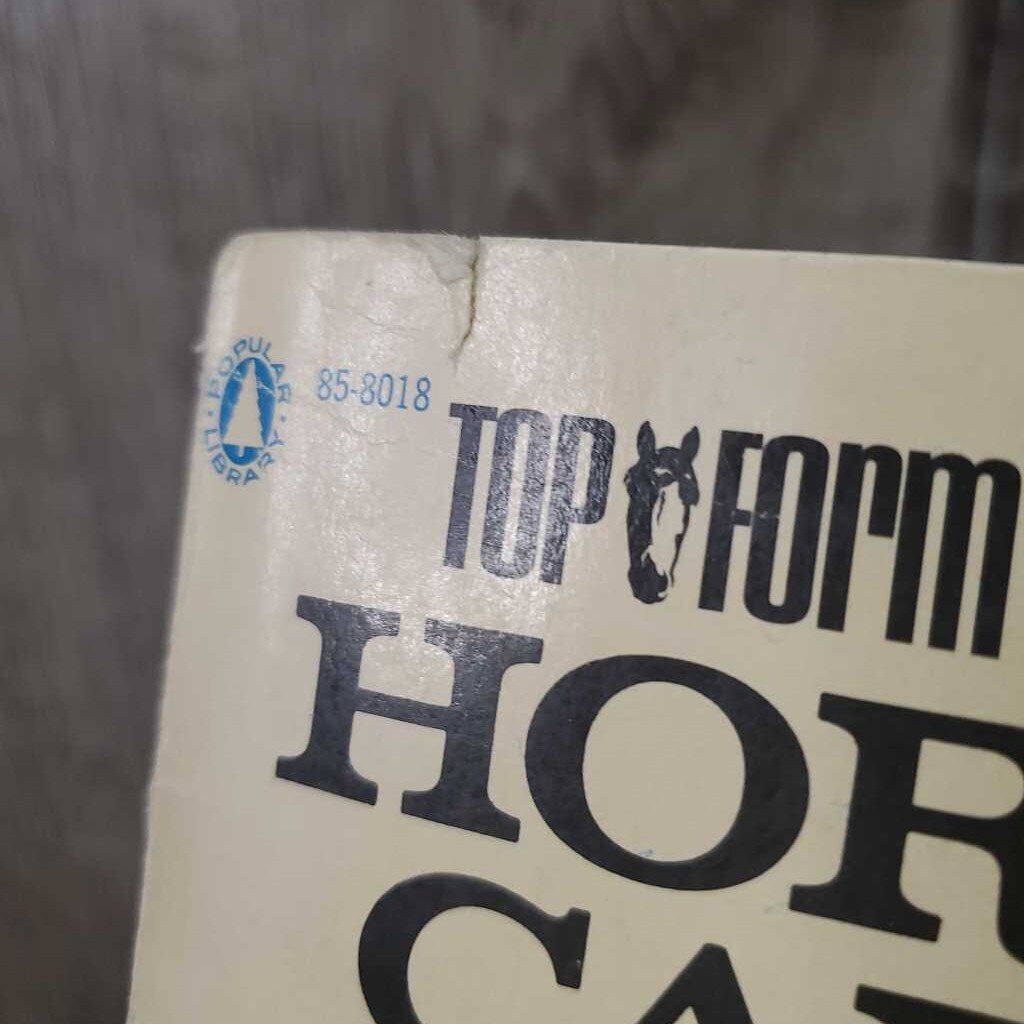 POPULAR LIBRARY
85-8018
TOP FORM
HOR
CA